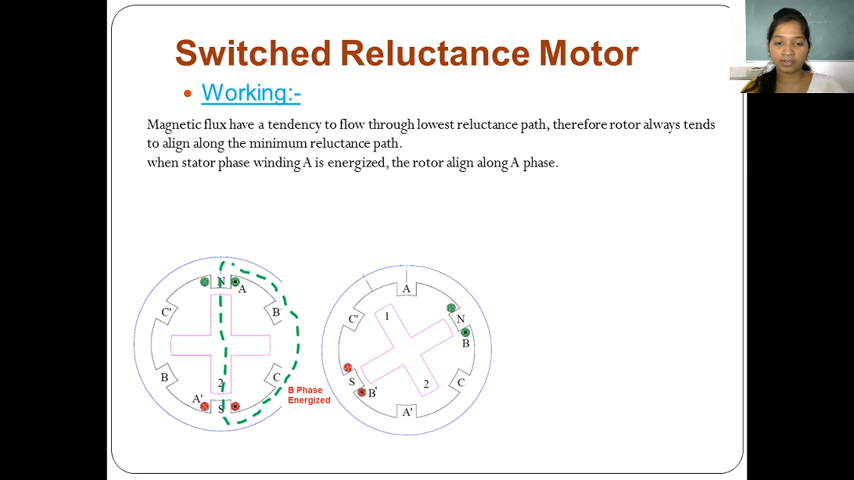 Switched Reluctance Motor
• Working:-
Magnetic flux have a tendency to flow through lowest reluctance path, therefore rotor always tends
to align along the minimum reluctance path.
when stator phase winding A is energized, the rotor align along A phase.
N
A
C'
B'
B
C
2
A'
S
B Phase
Energized
A
C'
1
N
B
S
B'
2
C
A'